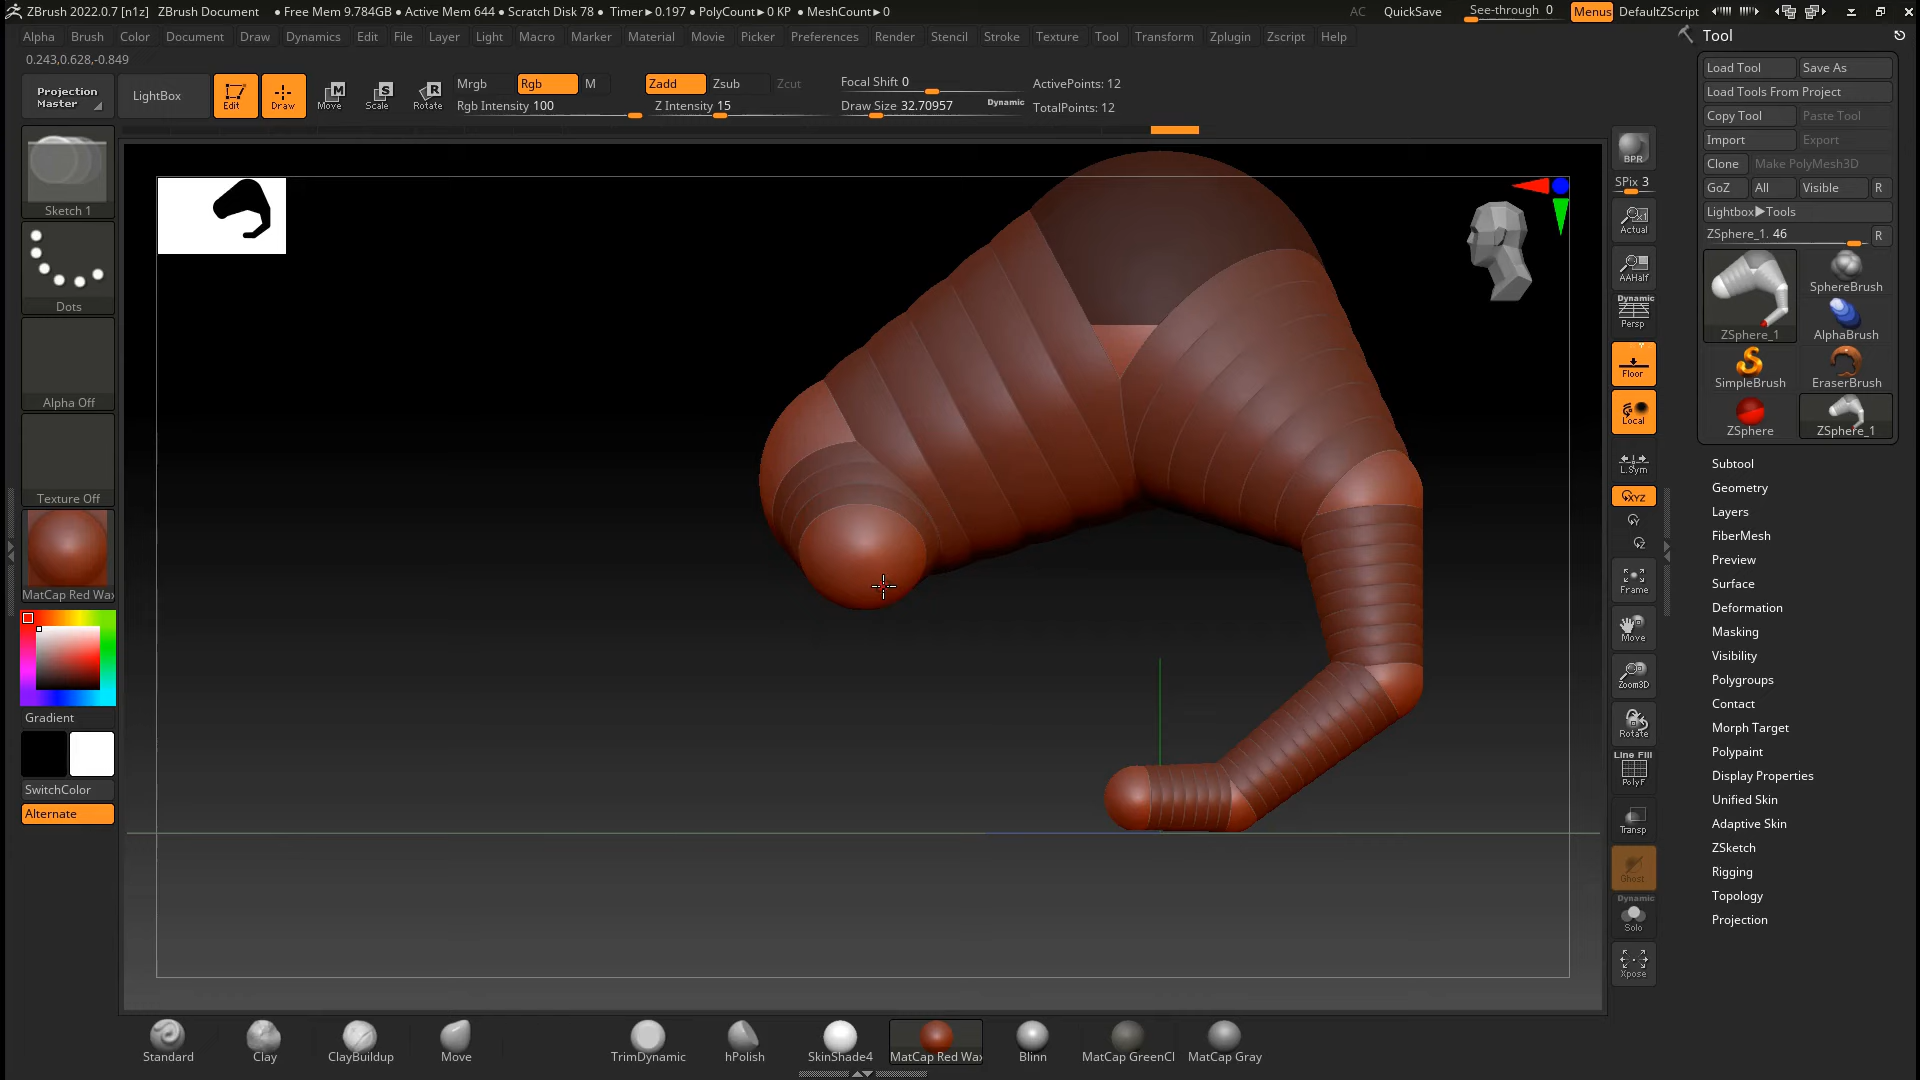 ZBrush 2022.0.7 [n1z] ZBrush Document • Free Mem 9.784GB • Active Mem 644 • Scratch Disk 78 • Timer►0.197 • PolyCount►0 KP • MeshCount►0 AC QuickSave See-through 0 Menus DefaultZScript
Alpha Brush Color Document Draw Dynamics Edit File Layer Light Macro Marker Material Movie Picker Preferences Render Stencil Stroke Texture Tool Transform Zplugin Zscript Help
0.243,0.628,-0.849
Projection Master
LightBox
Edit
Draw
Move
Scale
Rotate
Mrgb Rgb M
Rgb Intensity 100
Zadd Zsub Zcut
Z Intensity 15
Focal Shift 0
Draw Size 32.70957
Dynamic
ActivePoints: 12
TotalPoints: 12
Sketch 1
Dots
Alpha Off
Texture Off
MatCap Red Wax
Gradient
SwitchColor
Alternate
BPR
SPix 3
Actual
AAHalf
Dynamic
Persp
Floor
Local
L.Sym
XYZ
Y
Z
Frame
Move
Zoom3D
Rotate
Line Fill
PolyF
Transp
Ghost
Dynamic
Solo
Xpose
Tool
Load Tool Save As
Load Tools From Project
Copy Tool Paste Tool
Import Export
Clone Make PolyMesh3D
GoZ All Visible R
Lightbox►Tools
ZSphere_1. 46 R
ZSphere_1
SphereBrush
AlphaBrush
SimpleBrush
EraserBrush
ZSphere
ZSphere_1
Subtool
Geometry
Layers
FiberMesh
Preview
Surface
Deformation
Masking
Visibility
Polygroups
Contact
Morph Target
Polypaint
Display Properties
Unified Skin
Adaptive Skin
ZSketch
Rigging
Topology
Projection
Standard Clay ClayBuildup Move TrimDynamic hPolish SkinShade4 MatCap Red Wax Blinn MatCap GreenCl MatCap Gray